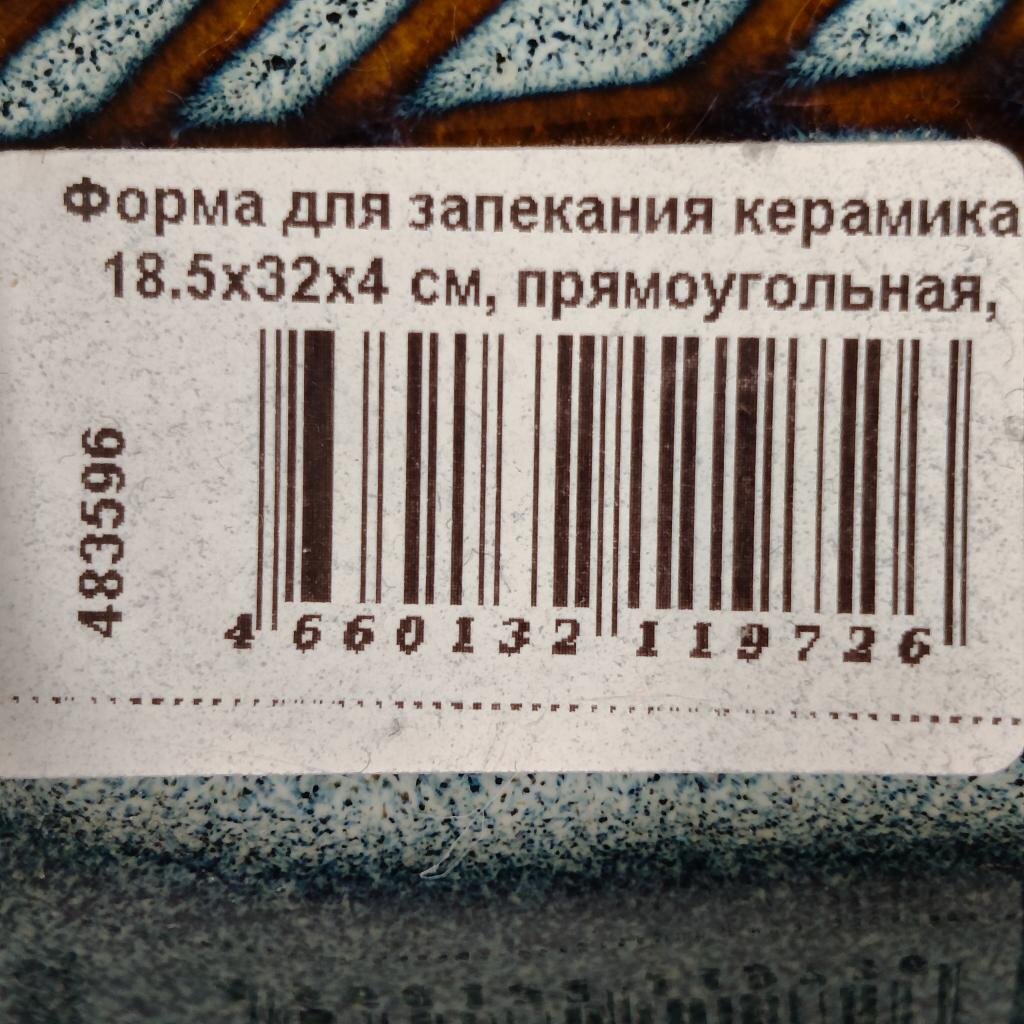 Форма для запекания керамика
18.5х32х4 см, прямоугольная,
483596
4 660132 119726